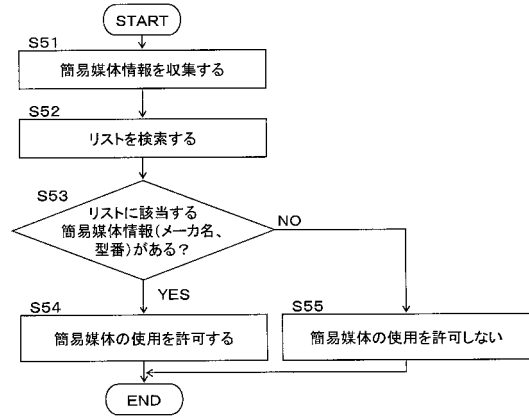 START
S51
簡易媒体情報を収集する
S52
リストを検索する
S53
リストに該当する
簡易媒体情報(メーカ名、
型番)がある?
NO
YES
S54
簡易媒体の使用を許可する
S55
簡易媒体の使用を許可しない
END